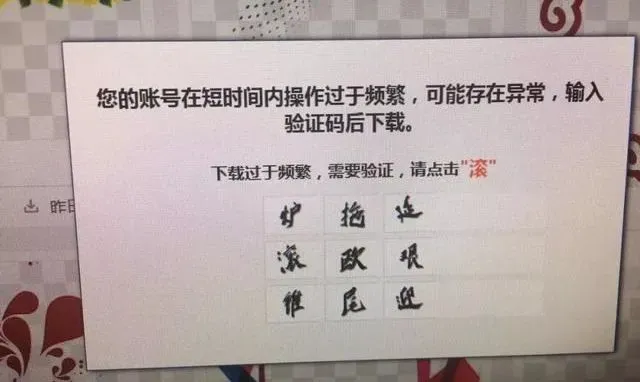 您的账号在短时间内操作过于频繁，可能存在异常，输入
验证码后下载。
下载过于频繁，需要验证，请点击"滚"
炉 拖 延
滚 欧 艰
维 尾 迎
昨日